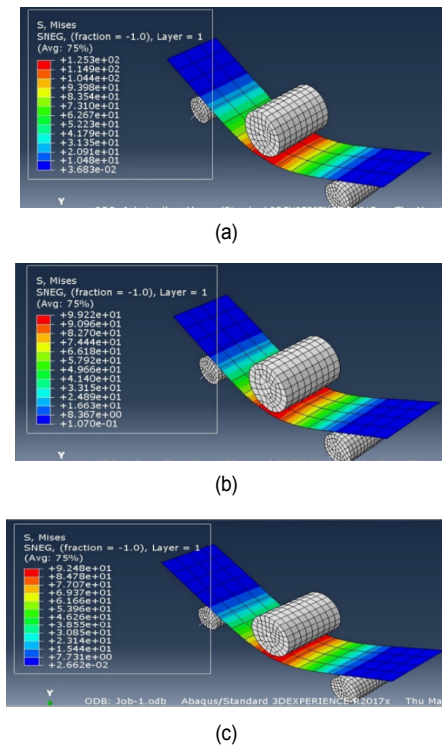 S, Mises
SNEG, (fraction = -1.0), Layer = 1
(Avg: 75%)
+1.253e+02
+1.149e+02
+1.044e+02
+9.398e+01
+8.354e+01
+7.310e+01
+6.267e+01
+5.223e+01
+4.179e+01
+3.135e+01
+2.091e+01
+1.048e+01
+3.683e-02
Y
(a)
S, Mises
SNEG, (fraction = -1.0), Layer = 1
(Avg: 75%)
+9.922e+01
+9.096e+01
+8.270e+01
+7.444e+01
+6.618e+01
+5.792e+01
+4.966e+01
+4.140e+01
+3.315e+01
+2.489e+01
+1.663e+01
+8.367e+00
+1.070e-01
Y
(b)
S, Mises
SNEG, (fraction = -1.0), Layer = 1
(Avg: 75%)
+9.248e+01
+8.478e+01
+7.707e+01
+6.937e+01
+6.166e+01
+5.396e+01
+4.626e+01
+3.855e+01
+3.085e+01
+2.314e+01
+1.544e+01
+7.731e+00
+2.662e-02
Y
ODB: Job-1.odb Abaqus/Standard 3DEXPERIENCE R2017x Thu Ma
(c)